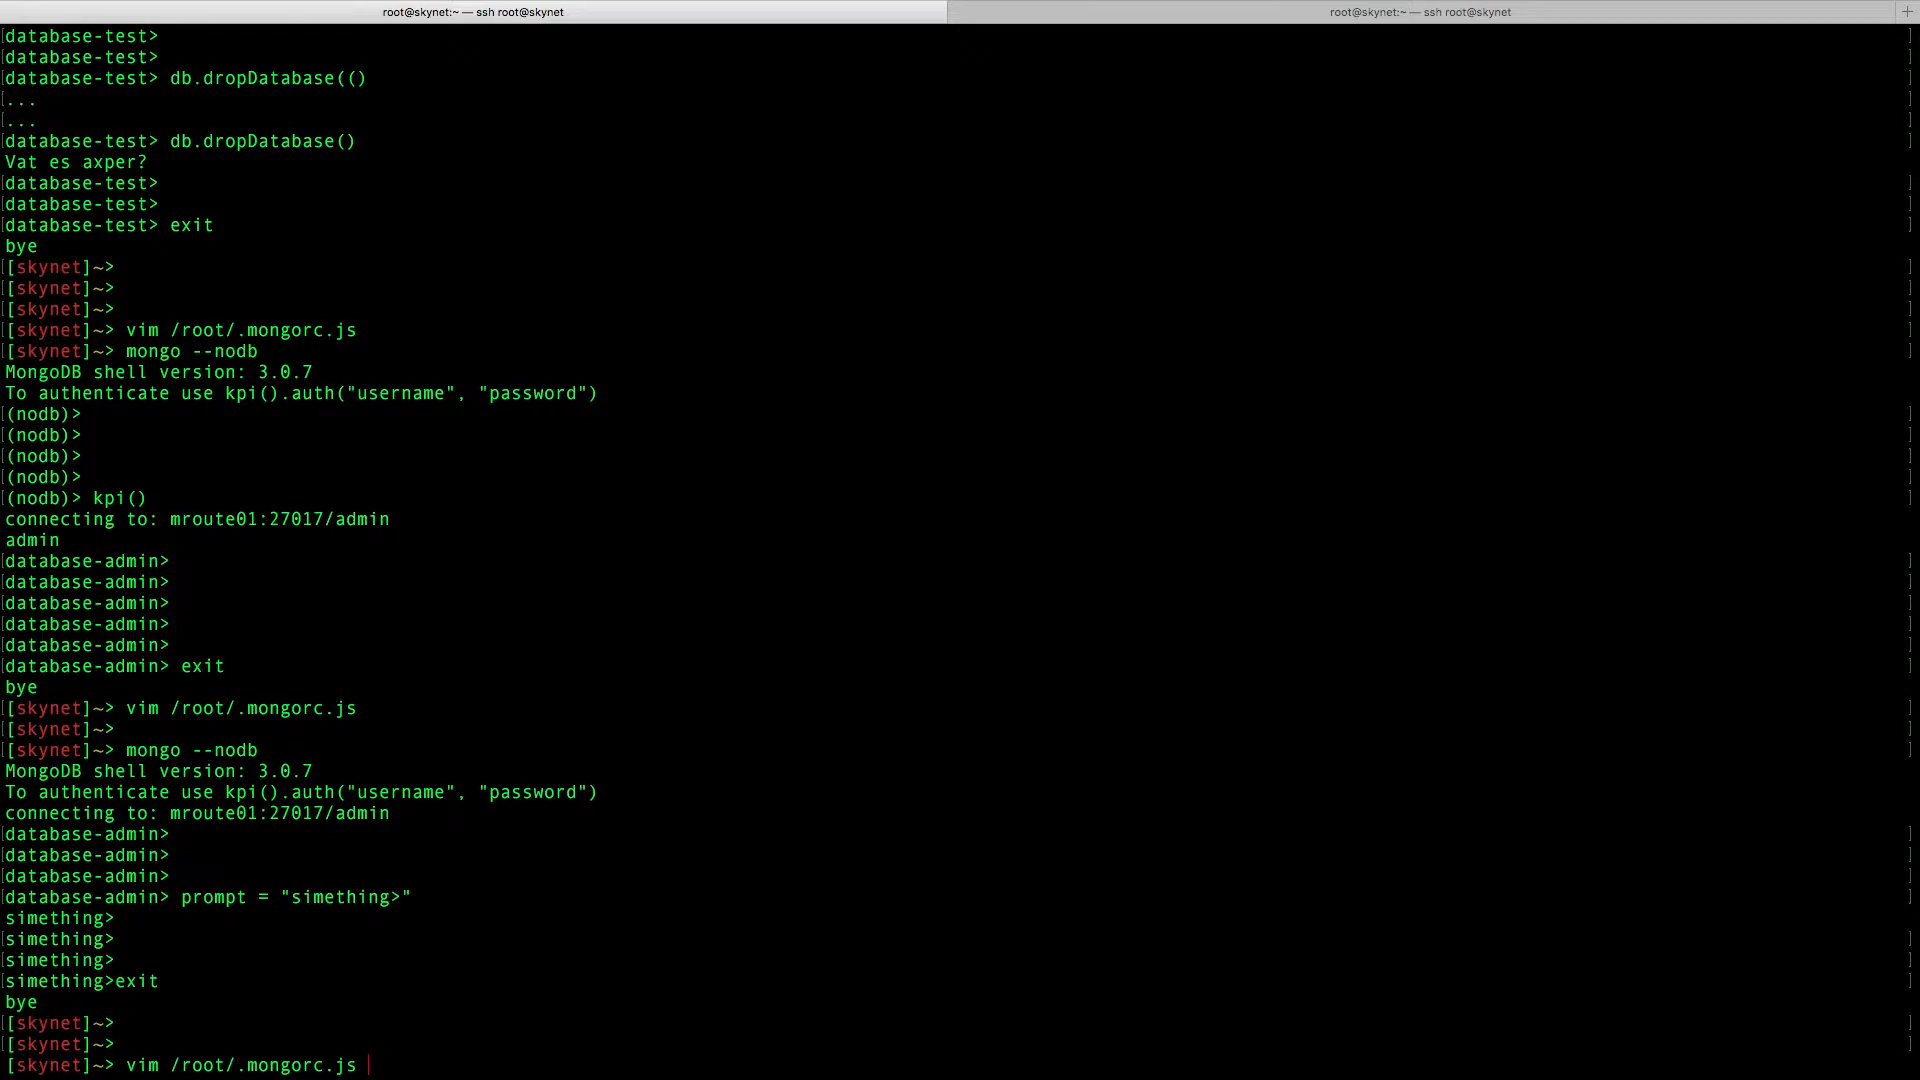 root@skynet:~ — ssh root@skynet
root@skynet:~ — ssh root@skynet
+
[database-test> ]
[database-test> ]
[database-test> db.dropDatabase(() ]
[... ]
[... ]
[database-test> db.dropDatabase() ]
Vat es axper?
[database-test> ]
[database-test> ]
[database-test> exit ]
bye
[[skynet]~> ]
[[skynet]~> ]
[[skynet]~> ]
[[skynet]~> vim /root/.mongorc.js ]
[[skynet]~> mongo --nodb ]
MongoDB shell version: 3.0.7
To authenticate use kpi().auth("username", "password")
[(nodb)> ]
[(nodb)> ]
[(nodb)> ]
[(nodb)> ]
[(nodb)> kpi() ]
connecting to: mroute01:27017/admin
admin
[database-admin> ]
[database-admin> ]
[database-admin> ]
[database-admin> ]
[database-admin> ]
[database-admin> exit ]
bye
[[skynet]~> vim /root/.mongorc.js ]
[[skynet]~> ]
[[skynet]~> mongo --nodb ]
MongoDB shell version: 3.0.7
To authenticate use kpi().auth("username", "password")
connecting to: mroute01:27017/admin
[database-admin> ]
[database-admin> ]
[database-admin> ]
[database-admin> prompt = "simething>" ]
simething>
[simething> ]
[simething> ]
[simething>exit ]
bye
[[skynet]~> ]
[[skynet]~> ]
[skynet]~> vim /root/.mongorc.js